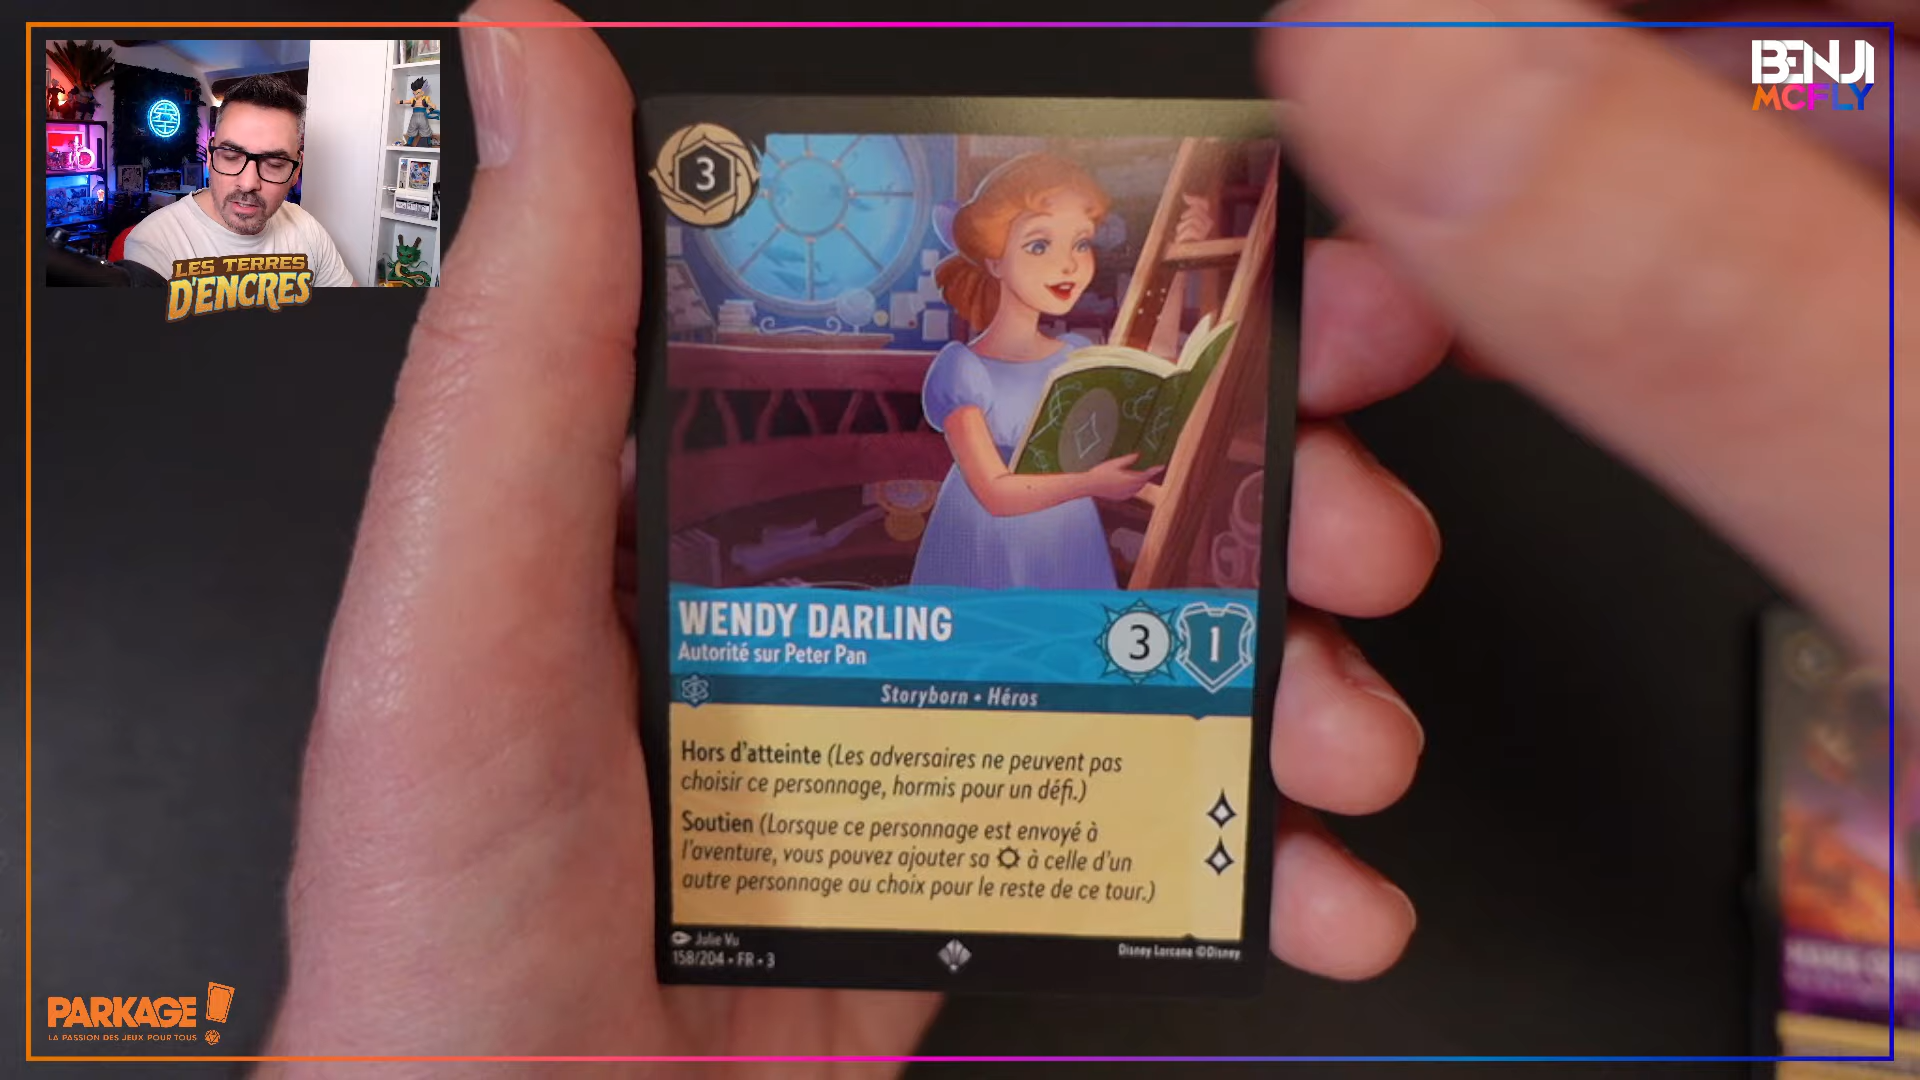 BENJI
MCFLY
LES TERRES
D'ENCRES
3
WENDY DARLING
Autorité sur Peter Pan
3
1
Storyborn • Héros
Hors d'atteinte (Les adversaires ne peuvent pas
choisir ce personnage, hormis pour un défi.)
Soutien (Lorsque ce personnage est envoyé à
l'aventure, vous pouvez ajouter sa à celle d'un
autre personnage au choix pour le reste de ce tour.)
Julie Vu
158/204 • FR • 3
Disney Lorcana ©Disney
PARKAGE
LA PASSION DES JEUX POUR TOUS